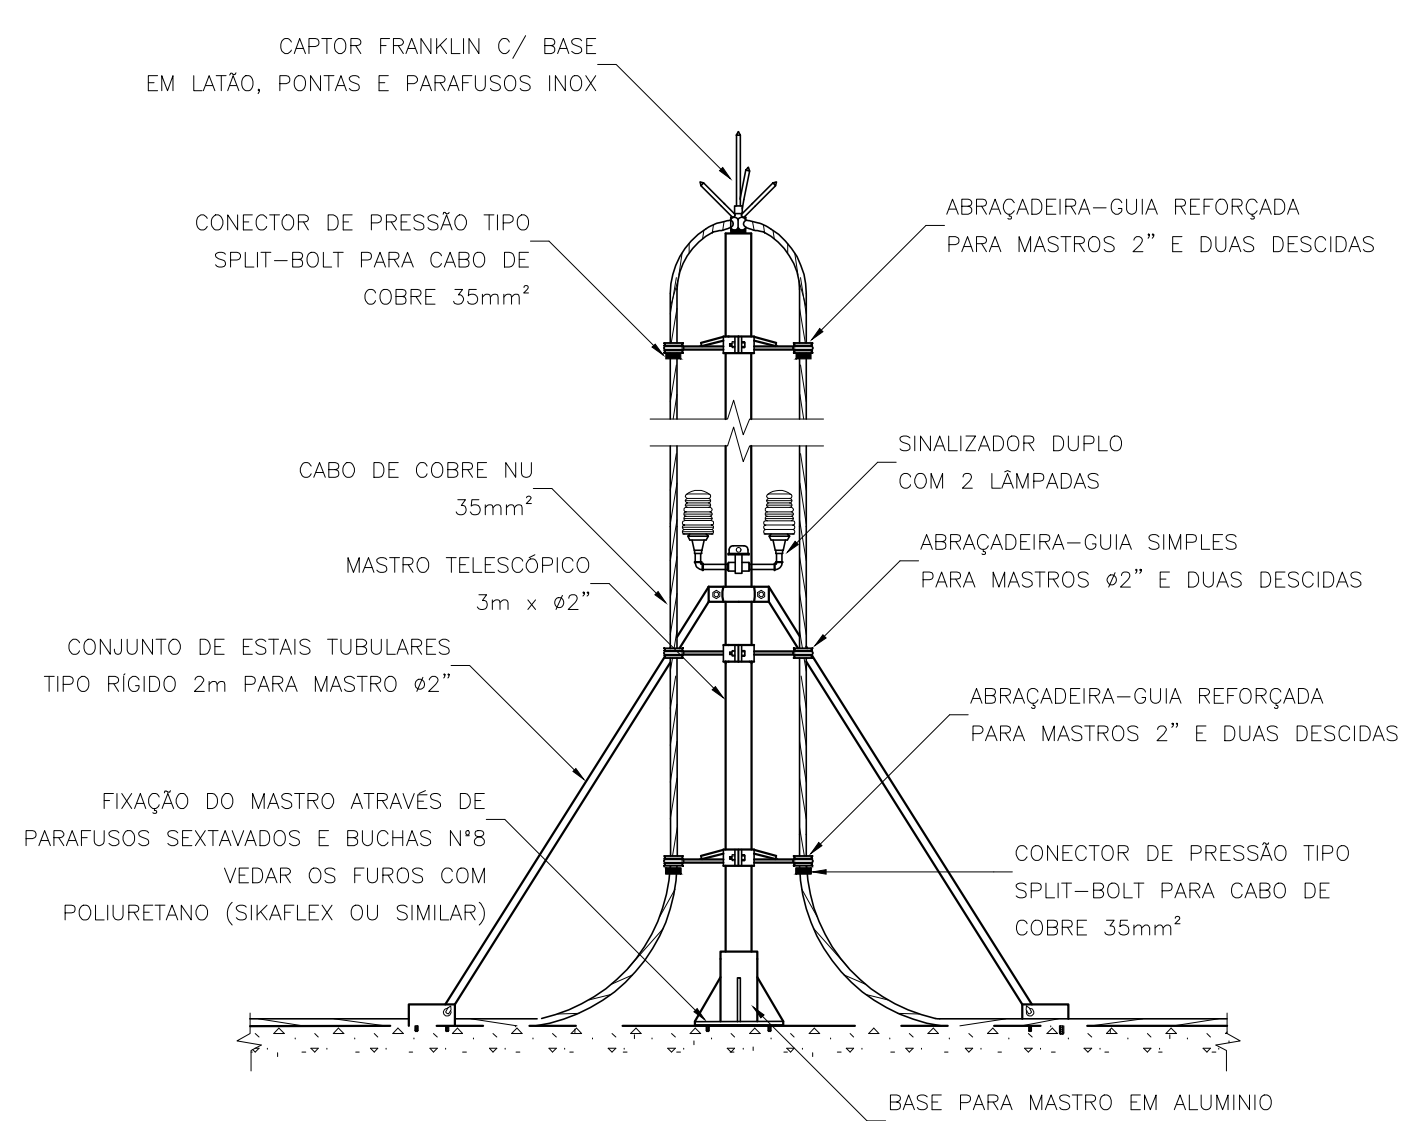 CAPTOR FRANKLIN C/ BASE
EM LATÃO, PONTAS E PARAFUSOS INOX
CONECTOR DE PRESSÃO TIPO
SPLIT-BOLT PARA CABO DE
COBRE 35mm²
ABRAÇADEIRA-GUIA REFORÇADA
PARA MASTROS 2” E DUAS DESCIDAS
CABO DE COBRE NU
35mm²
SINALIZADOR DUPLO
COM 2 LÂMPADAS
MASTRO TELESCÓPICO
3m x ø2”
ABRAÇADEIRA-GUIA SIMPLES
PARA MASTROS ø2” E DUAS DESCIDAS
CONJUNTO DE ESTAIS TUBULARES
TIPO RÍGIDO 2m PARA MASTRO ø2”
ABRAÇADEIRA-GUIA REFORÇADA
PARA MASTROS 2” E DUAS DESCIDAS
FIXAÇÃO DO MASTRO ATRAVÉS DE
PARAFUSOS SEXTAVADOS E BUCHAS N°8
VEDAR OS FUROS COM
POLIURETANO (SIKAFLEX OU SIMILAR)
CONECTOR DE PRESSÃO TIPO
SPLIT-BOLT PARA CABO DE
COBRE 35mm²
BASE PARA MASTRO EM ALUMINIO